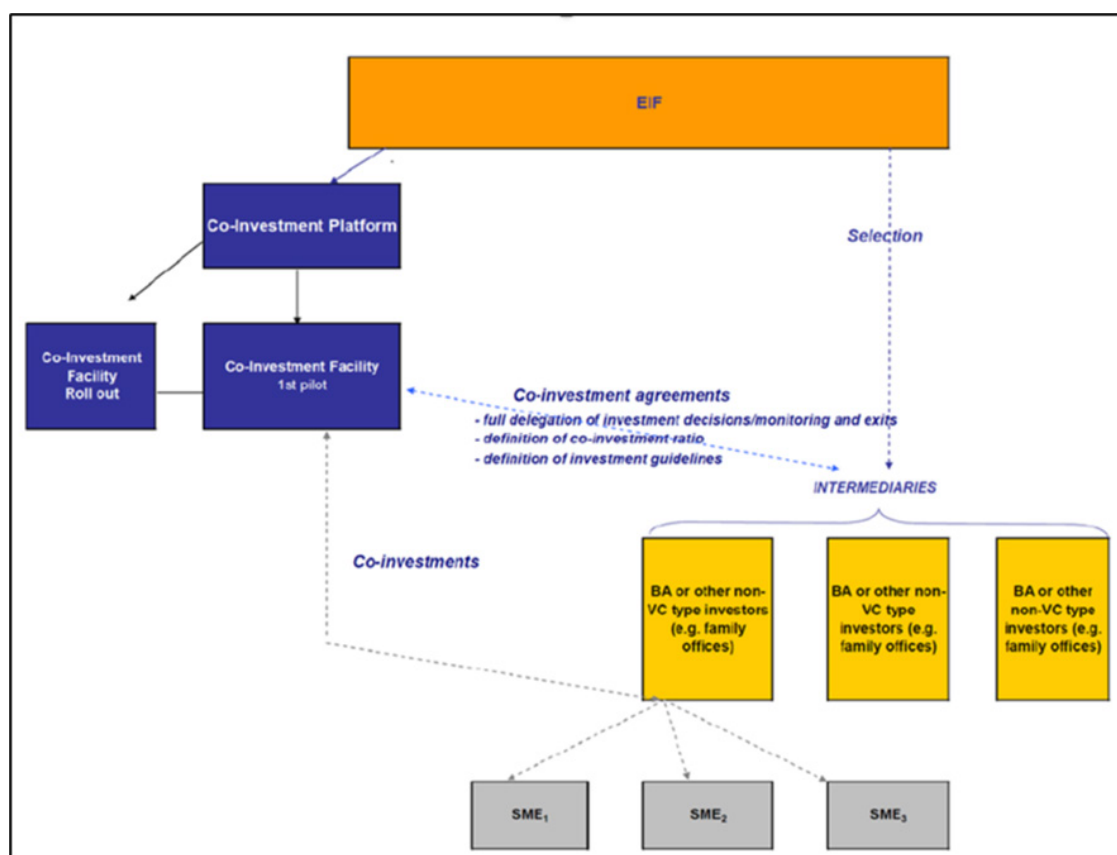 EIF
Co-Investment Platform
Selection
Co-Investment
Facility
Roll out
Co-Investment Facility
1st pilot
Co-investment agreements
- full delegation of investment decisions/monitoring and exits
- definition of co-investment ratio
- definition of investment guidelines
INTERMEDIARIES
Co-investments
BA or other non-
VC type investors
(e.g. family
offices)
BA or other non-
VC type
investors (e.g.
family offices)
BA or other
non-VC type
investors (e.g.
family offices)
SME₁
SME₂
SME₃